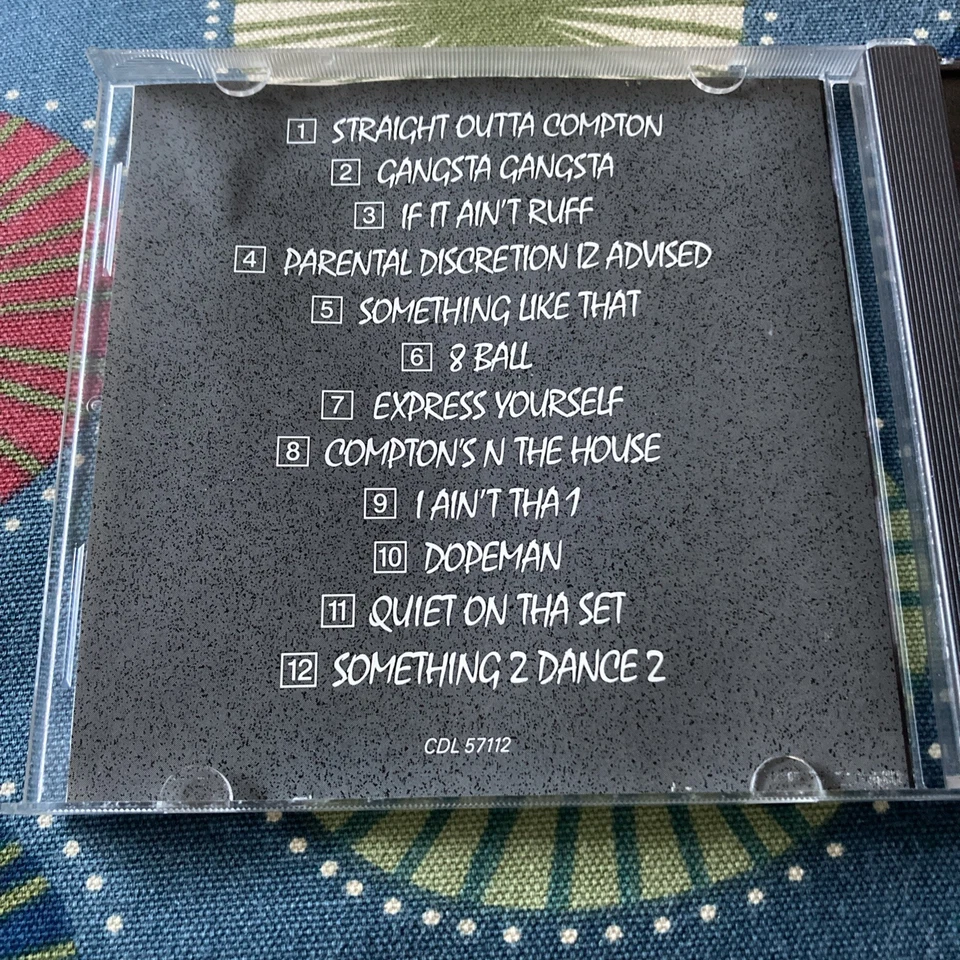 1 STRAIGHT OUTTA COMPTON
2 GANGSTA GANGSTA
3 IF IT AIN'T RUFF
4 PARENTAL DISCRETION IZ ADVISED
5 SOMETHING LIKE THAT
6 8 BALL
7 EXPRESS YOURSELF
8 COMPTON'S N THE HOUSE
9 I AIN'T THA 1
10 DOPEMAN
11 QUIET ON THA SET
12 SOMETHING 2 DANCE 2
CDL 57112